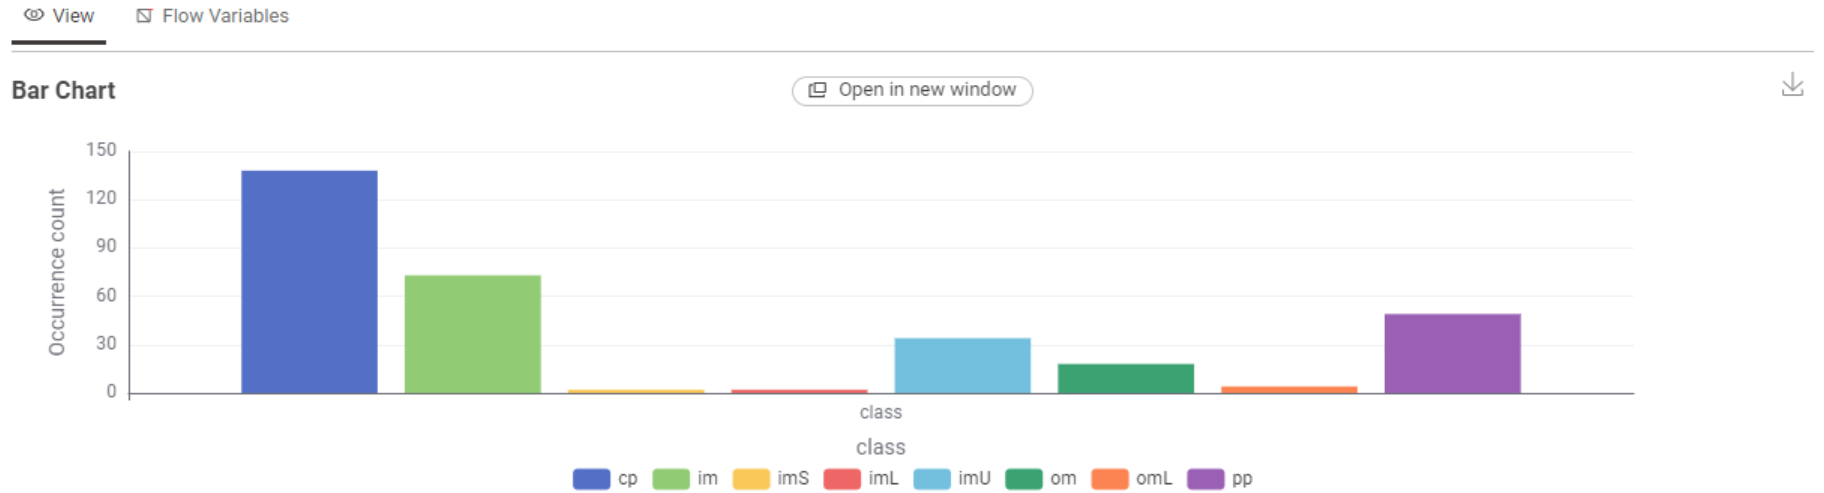 View Flow Variables
Bar Chart
Open in new window
150
120
90
60
30
0
Occurrence count
class
class
cp im imS imL imU om omL pp